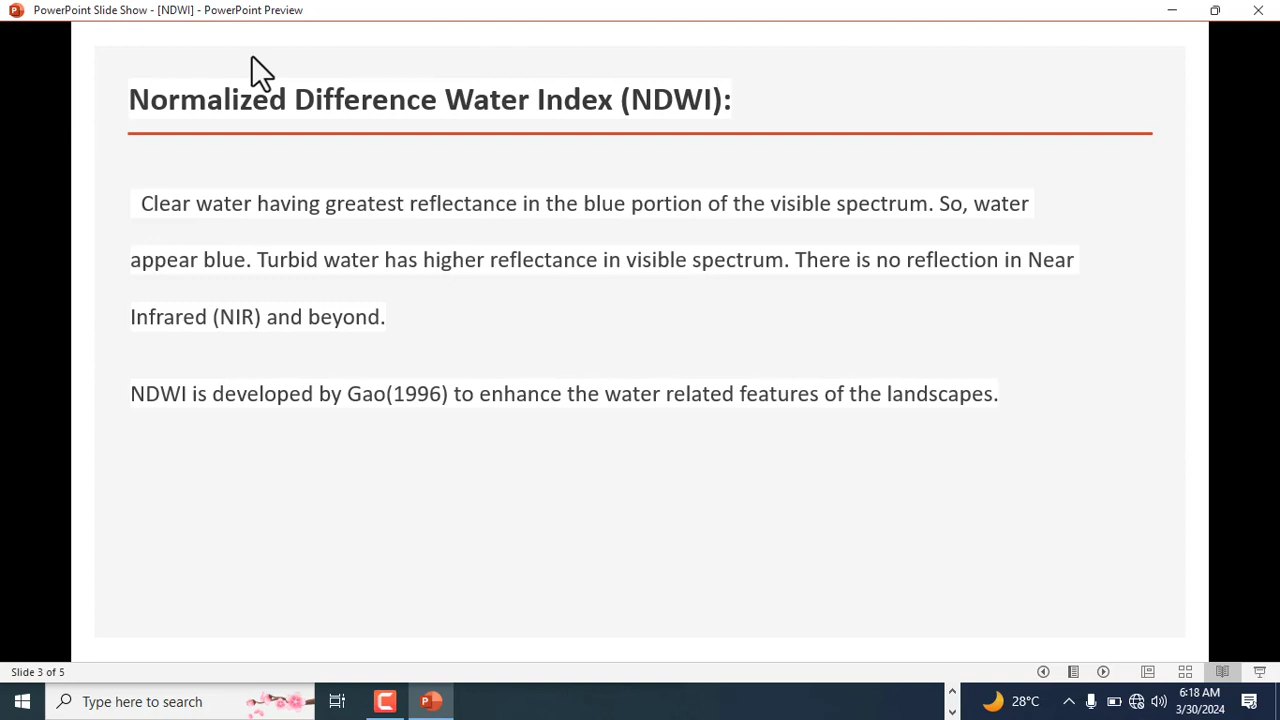 PowerPoint Slide Show - [NDWI] - PowerPoint Preview
Normalized Difference Water Index (NDWI):
Clear water having greatest reflectance in the blue portion of the visible spectrum. So, water
appear blue. Turbid water has higher reflectance in visible spectrum. There is no reflection in Near
Infrared (NIR) and beyond.
NDWI is developed by Gao(1996) to enhance the water related features of the landscapes.
Slide 3 of 5
Type here to search
28°C
6:18 AM
3/30/2024